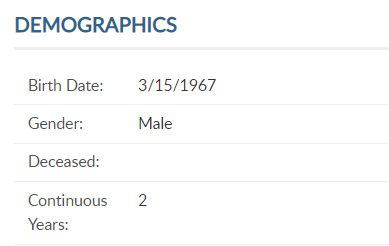 DEMOGRAPHICS
Birth Date: 3/15/1967
Gender: Male
Deceased:
Continuous 2
Years: